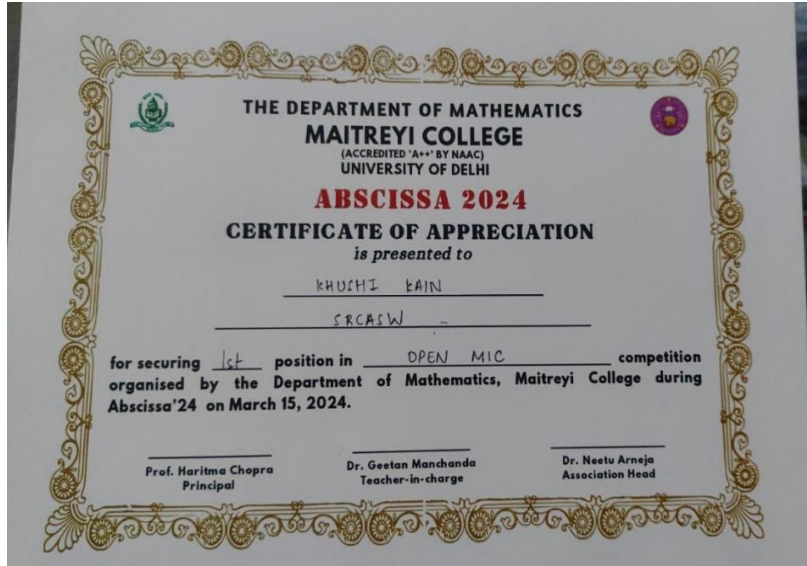 THE DEPARTMENT OF MATHEMATICS
MAITREYI COLLEGE
(ACCREDITED 'A++' BY NAAC)
UNIVERSITY OF DELHI
ABSCISSA 2024
CERTIFICATE OF APPRECIATION
is presented to
KHUSHI KAIN
SRCASW
for securing 1st position in OPEN MIC competition
organised by the Department of Mathematics, Maitreyi College during
Abscissa'24 on March 15, 2024.
Prof. Haritma Chopra
Principal
Dr. Geetan Manchanda
Teacher-in-charge
Dr. Neetu Arneja
Association Head